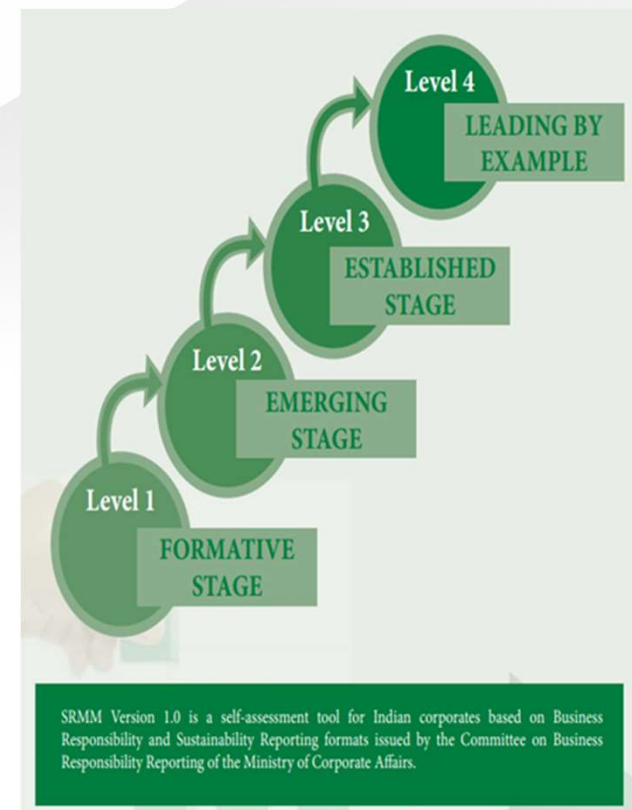 Level 4
LEADING BY
EXAMPLE
Level 3
ESTABLISHED
STAGE
Level 2
EMERGING
STAGE
Level 1
FORMATIVE
STAGE
SRMM Version 1.0 is a self-assessment tool for Indian corporates based on Business
Responsibility and Sustainability Reporting formats issued by the Committee on Business
Responsibility Reporting of the Ministry of Corporate Affairs.